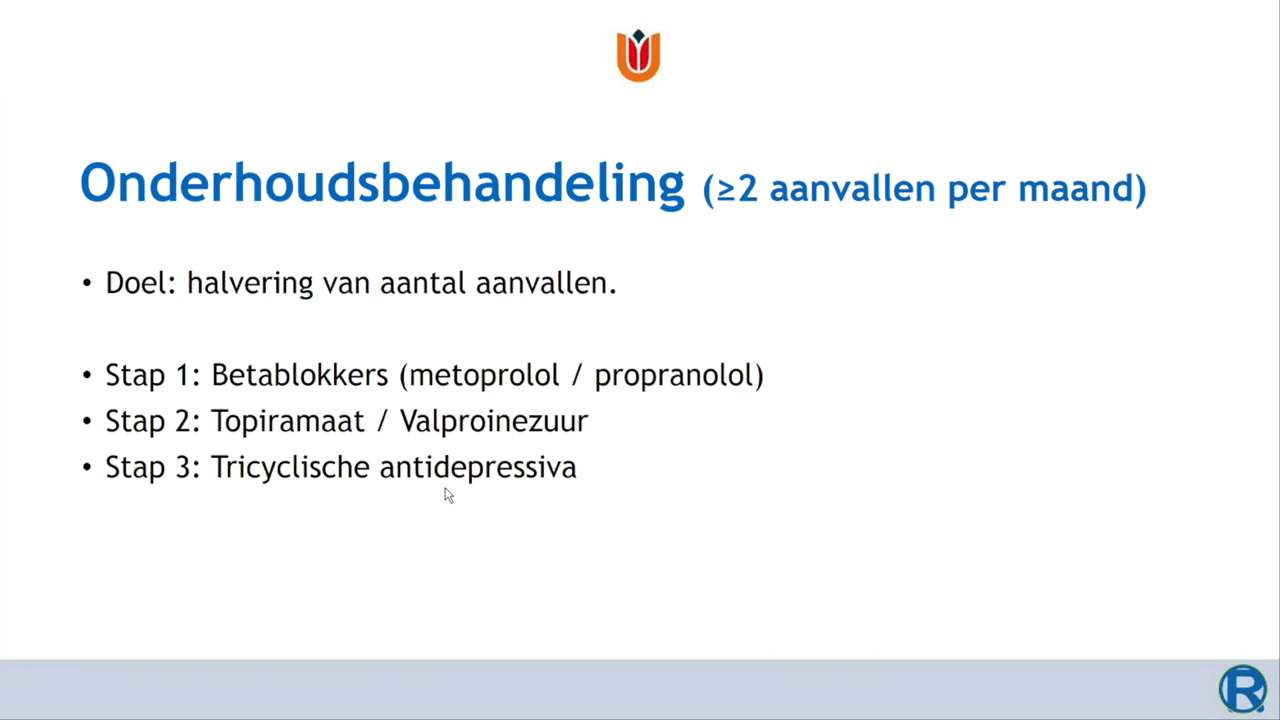 Onderhoudsbehandeling (≥2 aanvallen per maand)
• Doel: halvering van aantal aanvallen.
• Stap 1: Betablokkers (metoprolol / propranolol)
• Stap 2: Topiramaat / Valproinezuur
• Stap 3: Tricyclische antidepressiva
R